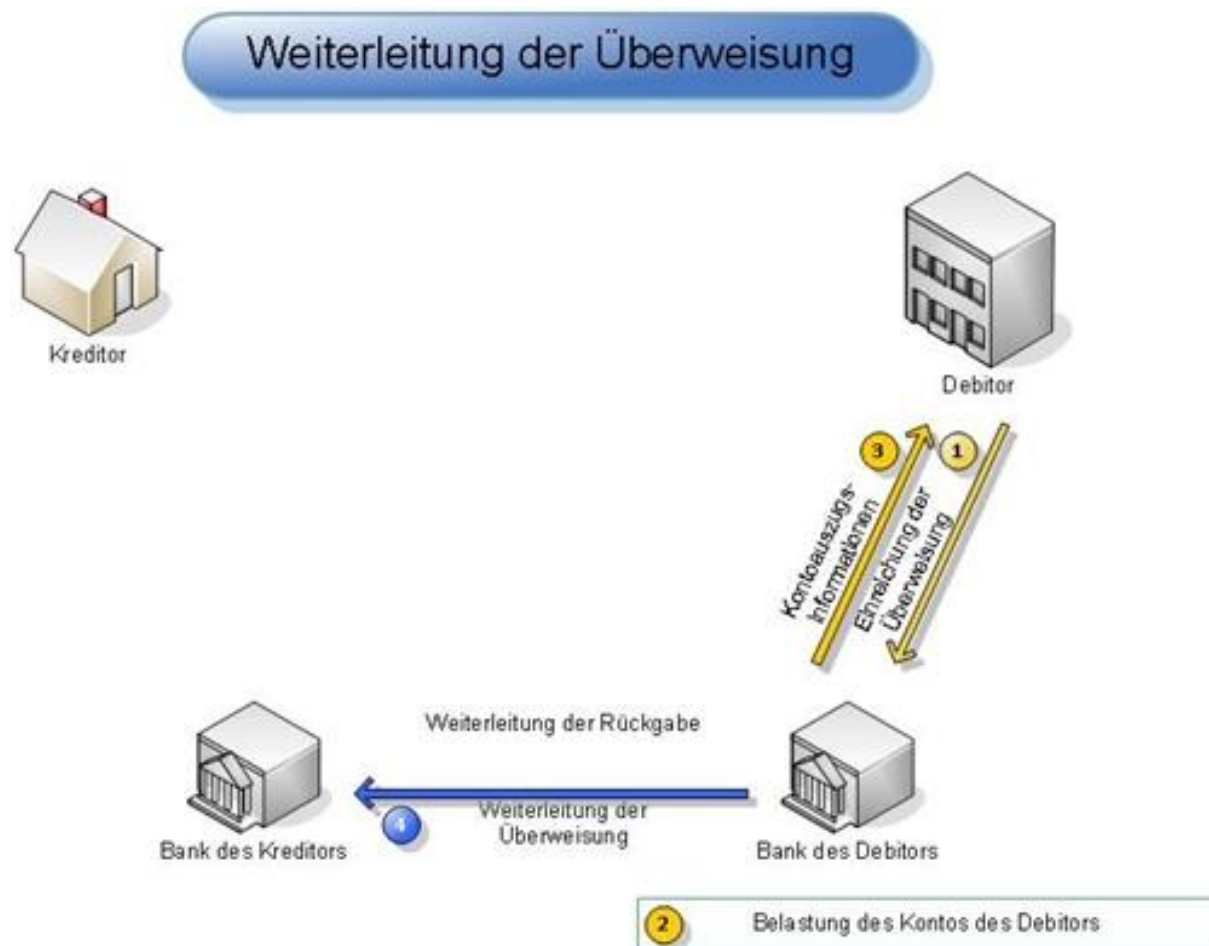 Weiterleitung der Überweisung
Kreditor
Debitor
3
1
Kontoauszugs-
Informationen
Einreichung der
Überweisung
Weiterleitung der Rückgabe
4
Weiterleitung der
Überweisung
Bank des Kreditors
Bank des Debitors
2
Belastung des Kontos des Debitors